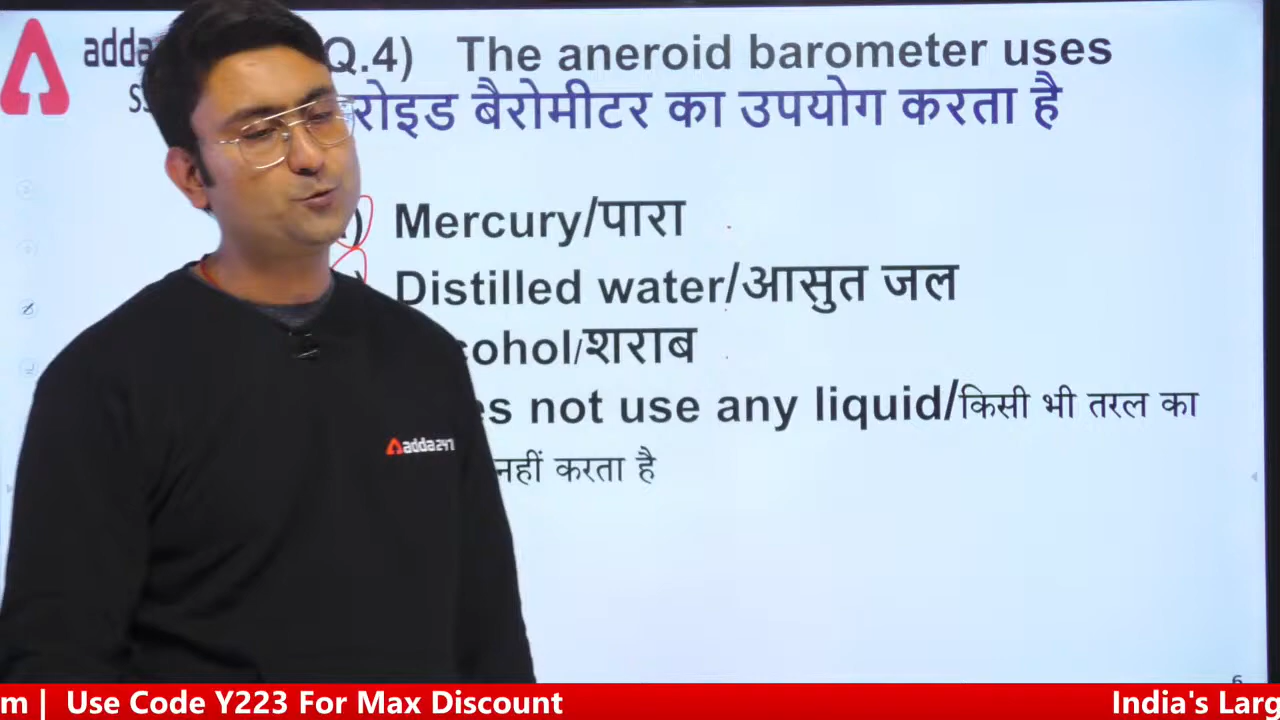 adda
Q.4) The aneroid barometer uses
रोइड बैरोमीटर का उपयोग करता है
Mercury/पारा
Distilled water/आसुत जल
cohol/शराब
es not use any liquid/किसी भी तरल का
नहीं करता है
adda247
6
m | Use Code Y223 For Max Discount
India's Larg